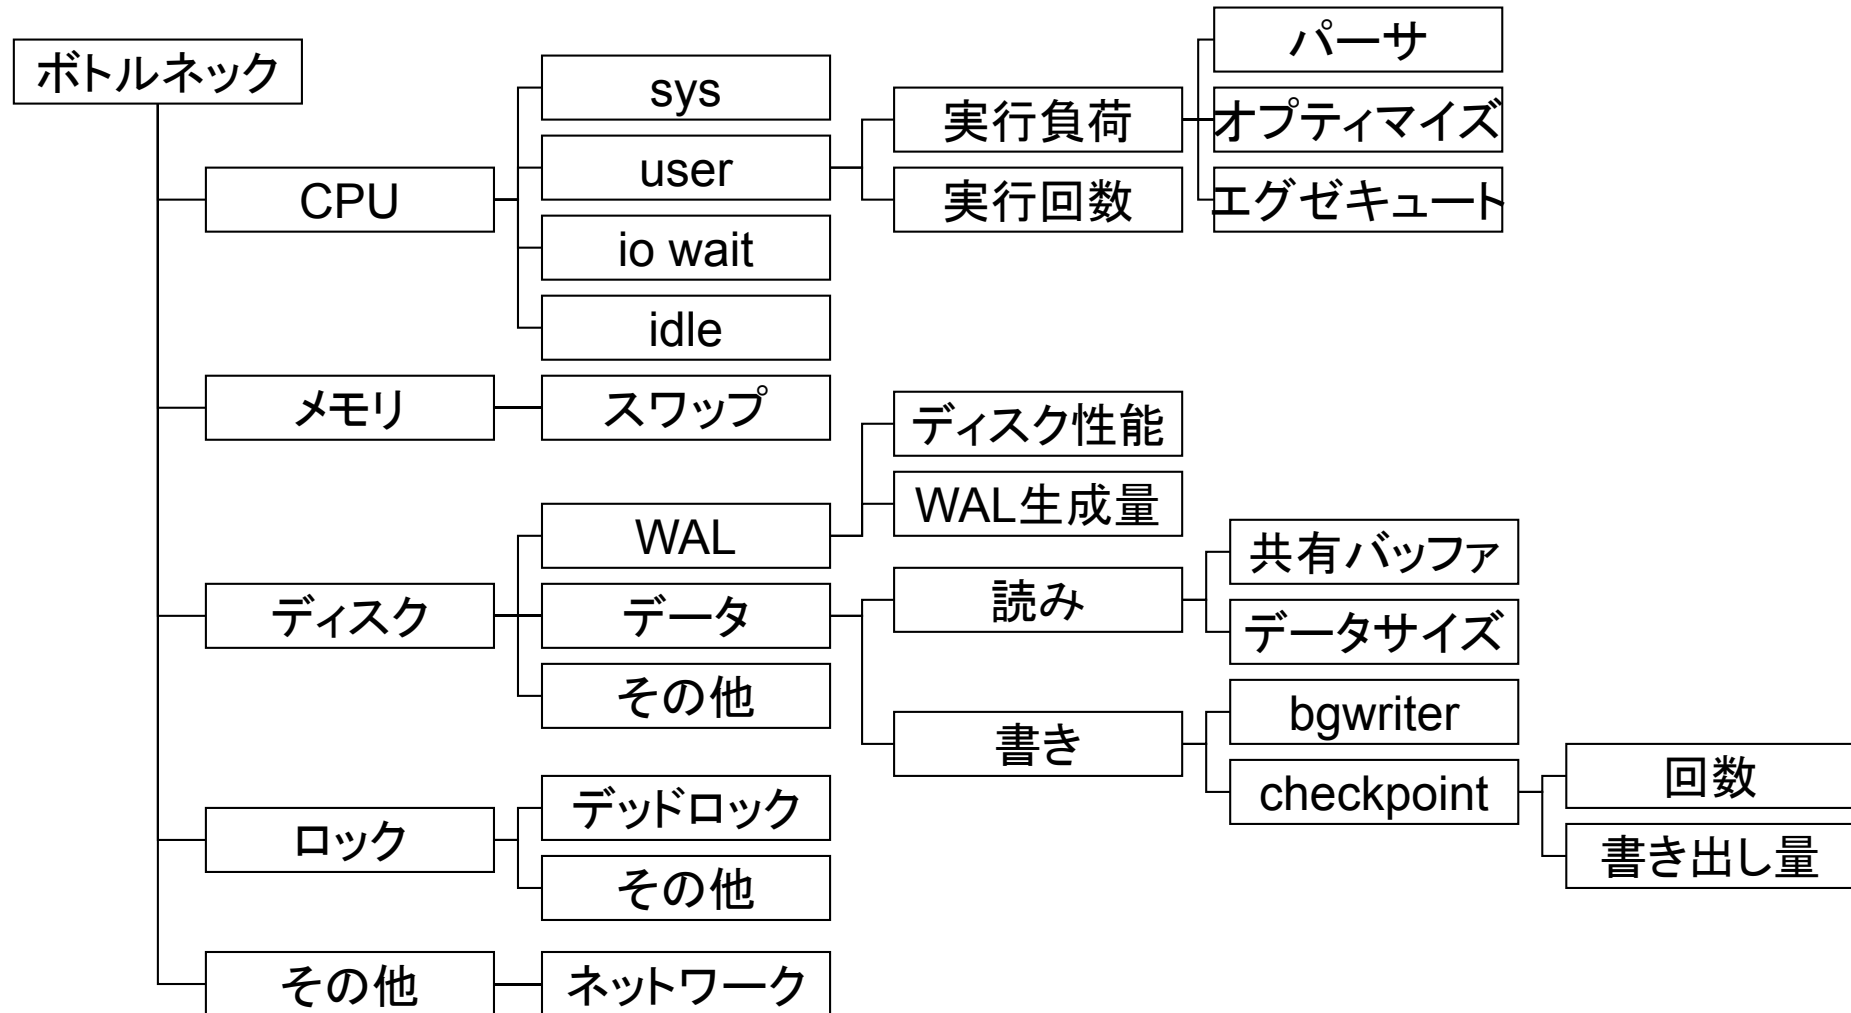 ボトルネック
CPU
sys
user
実行負荷
パーサ
オプティマイズ
エグゼキュート
実行回数
io wait
idle
メモリ
スワップ
ディスク
WAL
ディスク性能
WAL生成量
データ
読み
共有バッファ
データサイズ
書き
bgwriter
checkpoint
回数
書き出し量
その他
ロック
デッドロック
その他
その他
ネットワーク